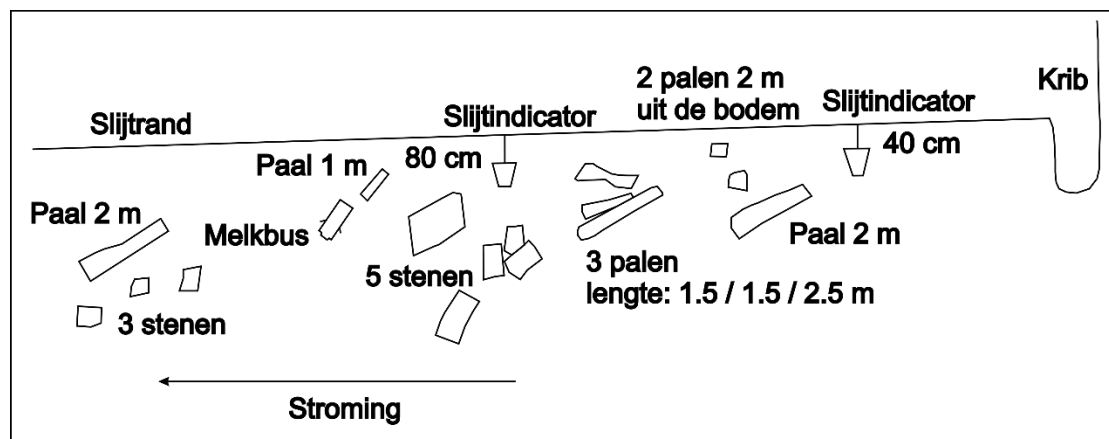 2 palen 2 m
uit de bodem
Krib
Slijtrand
Slijtindicator
Slijtindicator
80 cm
40 cm
Paal 1 m
Paal 2 m
Melkbus
Paal 2 m
5 stenen
3 palen
lengte: 1.5 / 1.5 / 2.5 m
3 stenen
Stroming